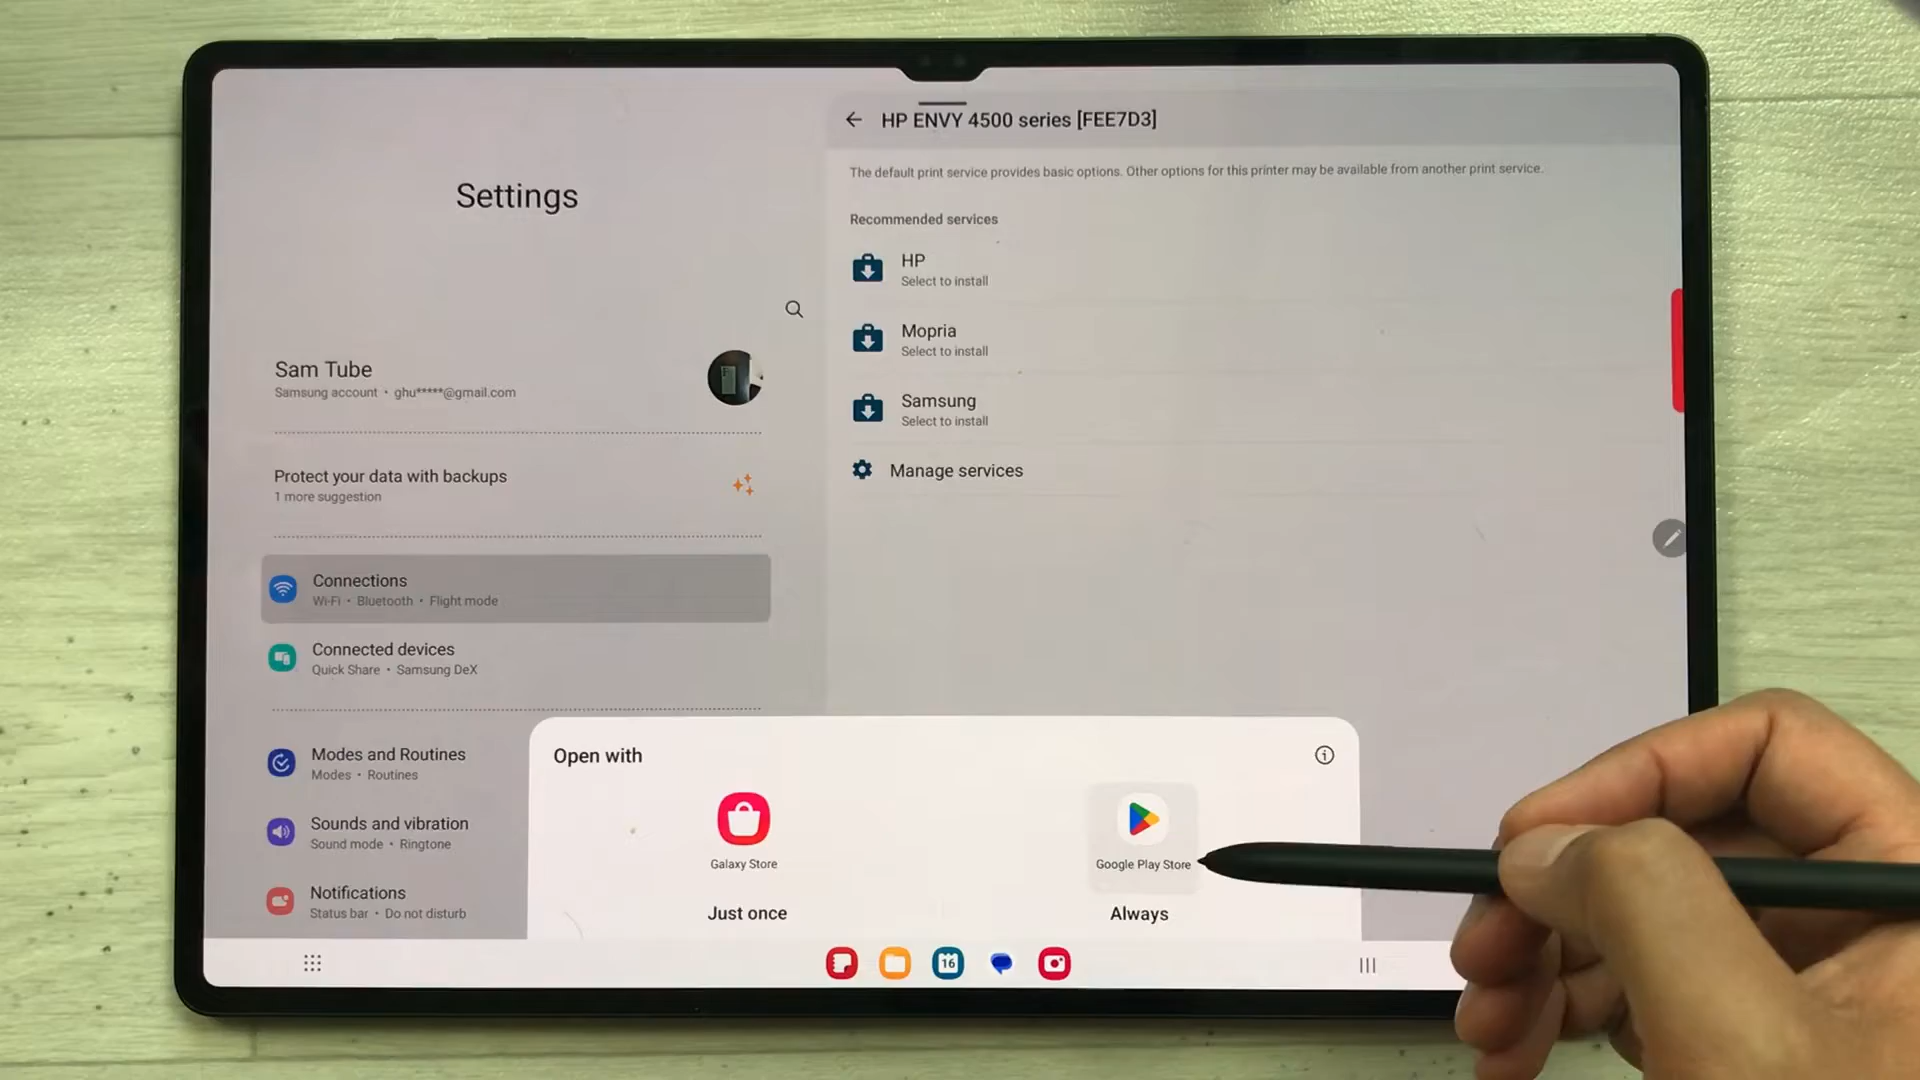 Settings
Sam Tube
Samsung account • ghu*****@gmail.com
Protect your data with backups
1 more suggestion
Connections
Wi-Fi • Bluetooth • Flight mode
Connected devices
Quick Share • Samsung DeX
Modes and Routines
Modes • Routines
Sounds and vibration
Sound mode • Ringtone
Notifications
Status bar • Do not disturb
HP ENVY 4500 series [FEE7D3]
The default print service provides basic options. Other options for this printer may be available from another print service.
Recommended services
HP
Select to install
Mopria
Select to install
Samsung
Select to install
Manage services
Open with
Galaxy Store
Google Play Store
Just once
Always
16